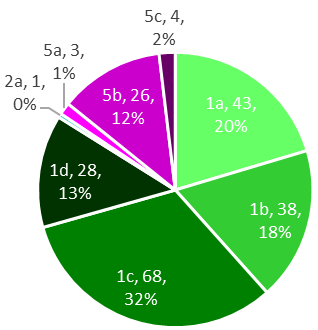 5c, 4,
2%
5a, 3,
1%
2a, 1,
0%
5b, 26,
12%
1a, 43,
20%
1d, 28,
13%
1b, 38,
18%
1c, 68,
32%